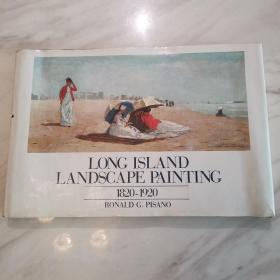 LONG ISLAND
LANDSCAPE PAINTING
1820-1920
RONALD G. PISANO